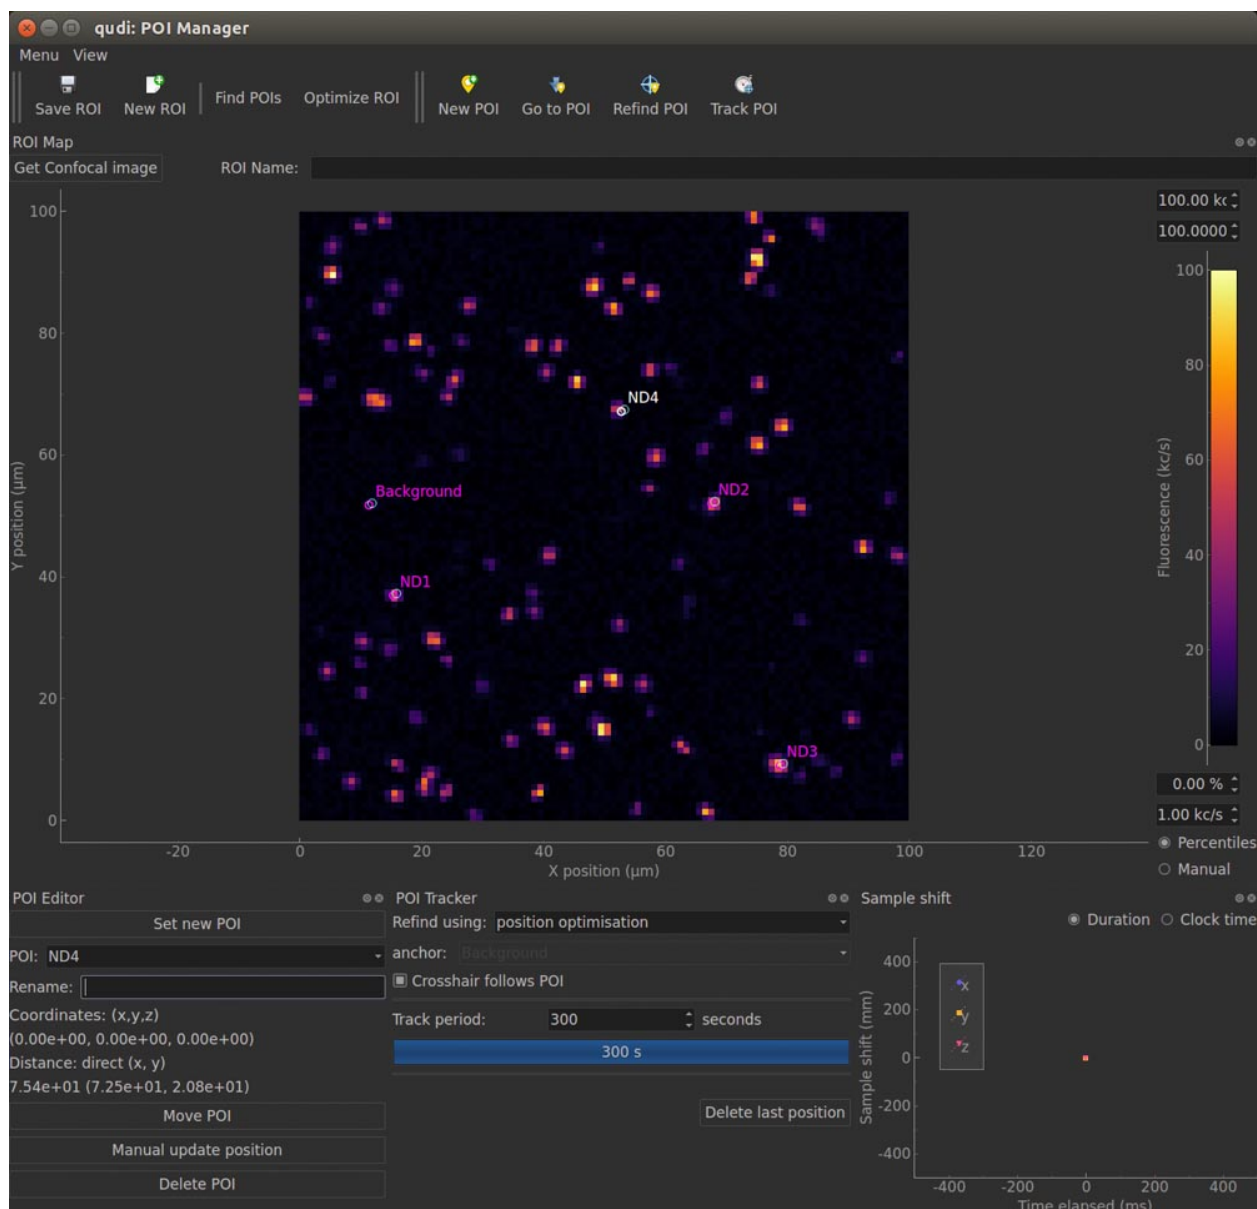 qudi: POI Manager
Menu View
Save ROI New ROI Find POIs Optimize ROI New POI Go to POI Refind POI Track POI
ROI Map
Get Confocal image ROI Name:
100.00 kc
100.0000
100
80
60
40
20
0
Y position (µm)
-20 0 20 40 60 80 100 120
X position (µm)
ND4
Background
ND2
ND1
ND3
100
80
60
40
20
0
Fluorescence (kc/s)
0.00 %
1.00 kc/s
Percentiles
Manual
POI Editor
Set new POI
POI: ND4
Rename:
Coordinates: (x,y,z)
(0.00e+00, 0.00e+00, 0.00e+00)
Distance: direct (x, y)
7.54e+01 (7.25e+01, 2.08e+01)
Move POI
Manual update position
Delete POI
POI Tracker
Refind using: position optimisation
anchor: Background
Crosshair follows POI
Track period: 300 seconds
300 s
Delete last position
Sample shift
Duration Clock time
400
200
0
-200
-400
Sample shift (mm)
x
y
z
-400 -200 0 200 400
Time elapsed (ms)